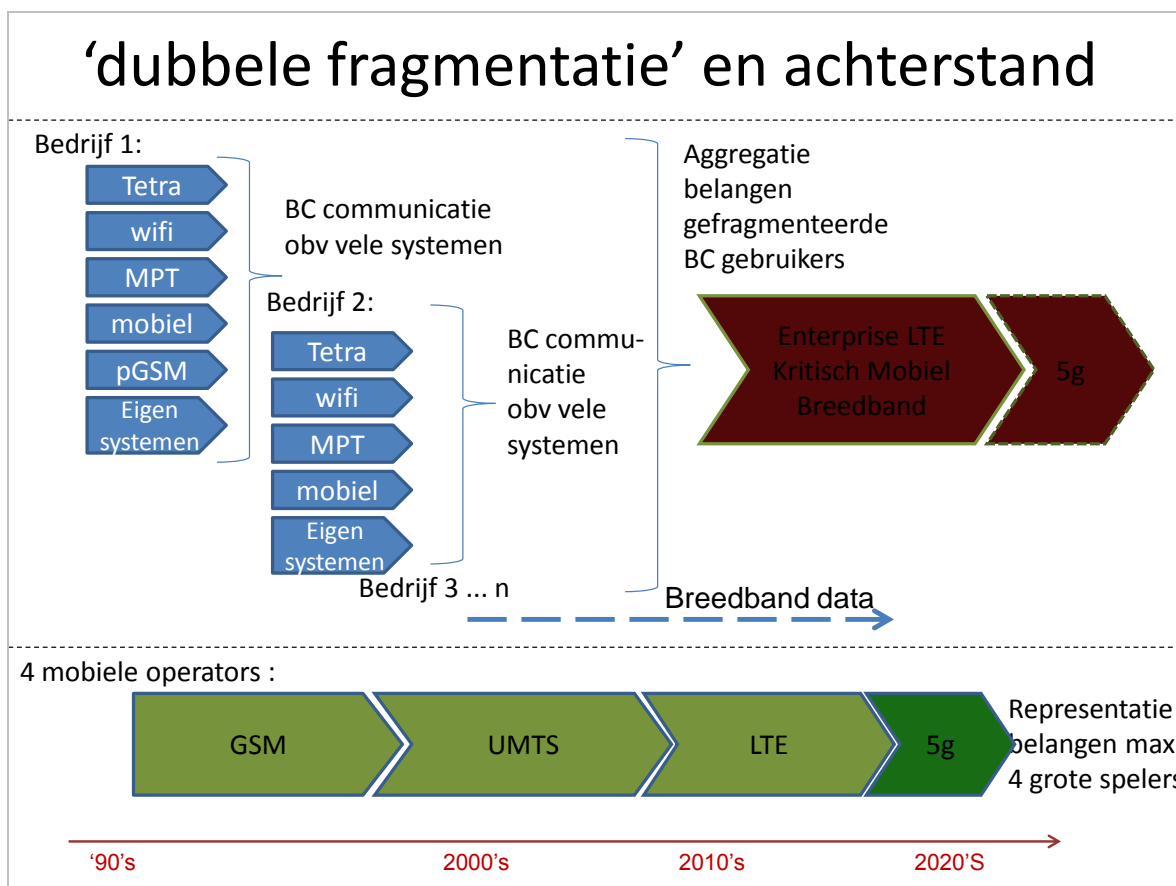 ‘dubbele fragmentatie’ en achterstand
Bedrijf 1:
Tetra
wifi
MPT
mobiel
pGSM
Eigen
systemen
BC communicatie
obv vele systemen
Bedrijf 2:
Tetra
wifi
MPT
mobiel
Eigen
systemen
Bedrijf 3 ... n
BC commu-
nicatie
obv vele
systemen
Aggregatie
belangen
gefragmenteerde
BC gebruikers
Enterprise LTE
Kritisch Mobiel
Breedband
5g
Breedband data
4 mobiele operators :
GSM
UMTS
LTE
5g
Representatie
belangen max
4 grote spelers
‘90’s
2000’s
2010’s
2020’S